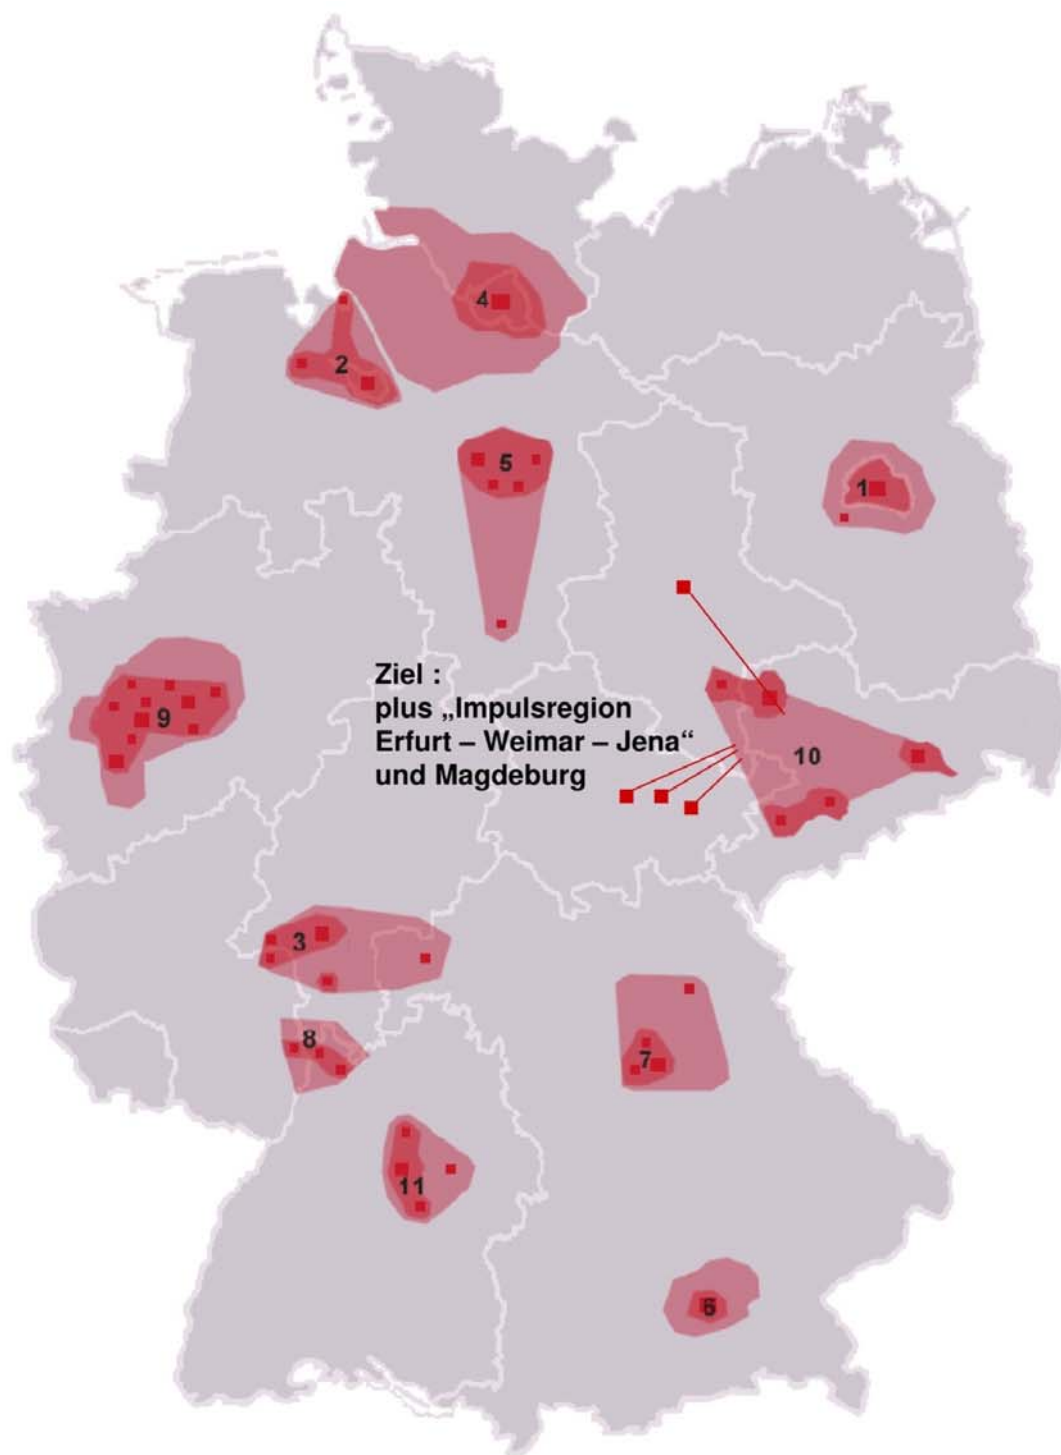 4
2
5
1
Ziel :
plus „Impulsregion
Erfurt – Weimar – Jena“
und Magdeburg
9
10
3
8
7
11
6